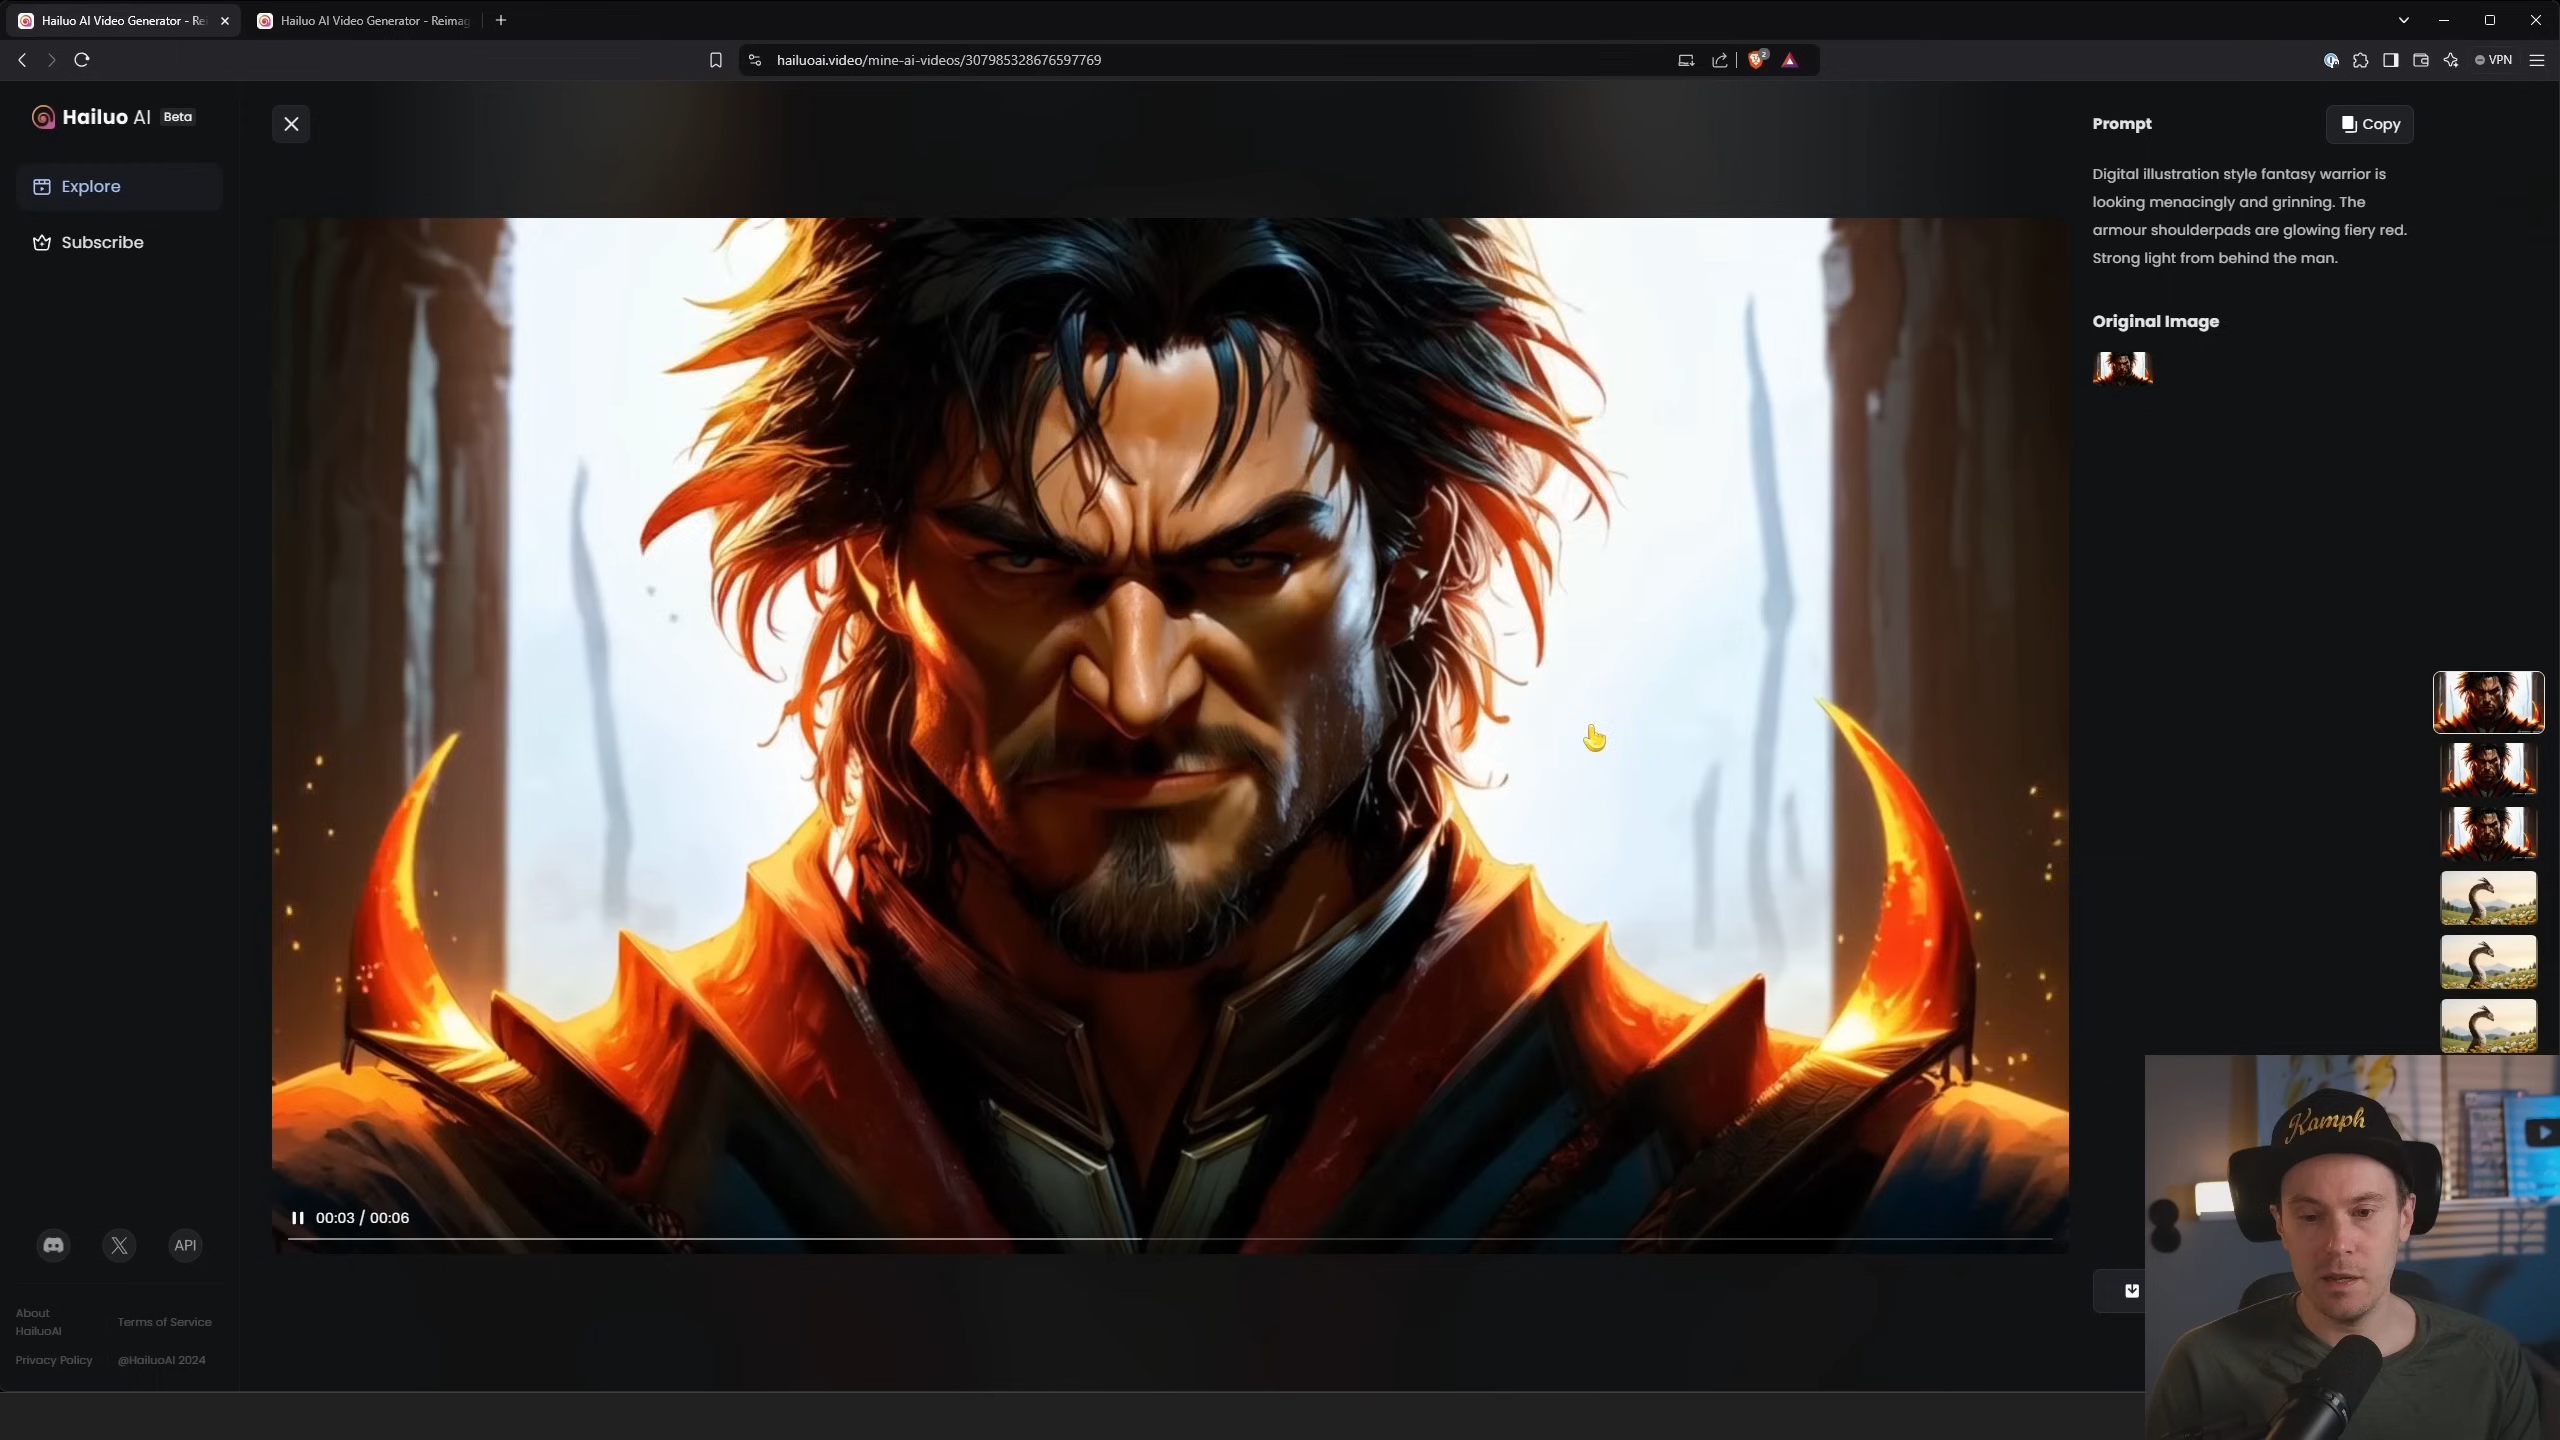 Hailuo AI Video Generator - Re
Hailuo AI Video Generator - Reimag
hailuoai.video/mine-ai-videos/307985328676597769
2
VPN
Hailuo AI Beta
Explore
Subscribe
Prompt
Copy
Digital illustration style fantasy warrior is
looking menacingly and grinning. The
armour shoulderpads are glowing fiery red.
Strong light from behind the man.
Original Image
00:03 / 00:06
API
About
HailuoAI
Terms of Service
Privacy Policy
@HailuoAI 2024
Kamph